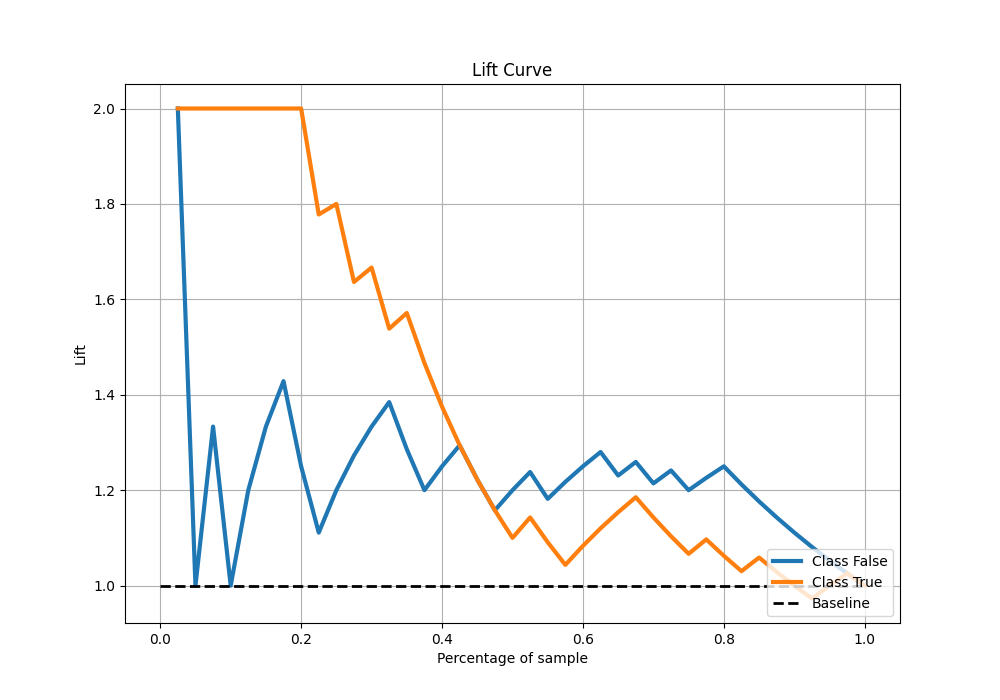 Lift Curve
Lift
2.0
1.8
1.6
1.4
1.2
1.0
0.0 0.2 0.4 0.6 0.8 1.0
Percentage of sample
Class False
Class True
Baseline